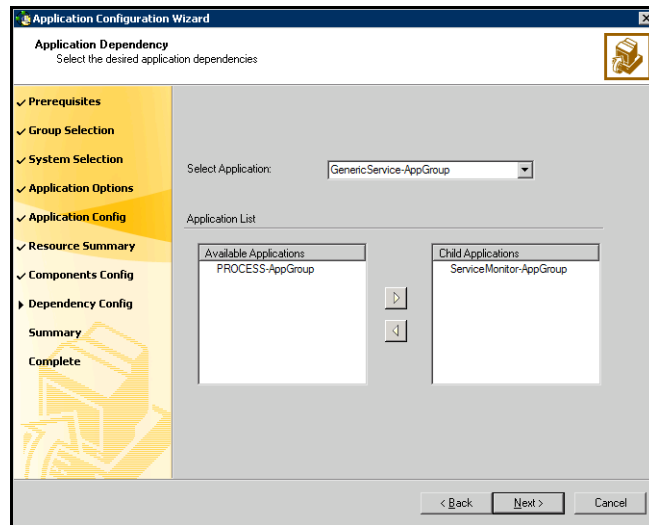 Application Configuration Wizard
Application Dependency
Select the desired application dependencies
Prerequisites
Group Selection
System Selection
Application Options
Application Config
Resource Summary
Components Config
Dependency Config
Summary
Complete
Select Application:
GenericService-AppGroup
Application List
Available Applications
PROCESS-AppGroup
Child Applications
ServiceMonitor-AppGroup
< Back
Next >
Cancel